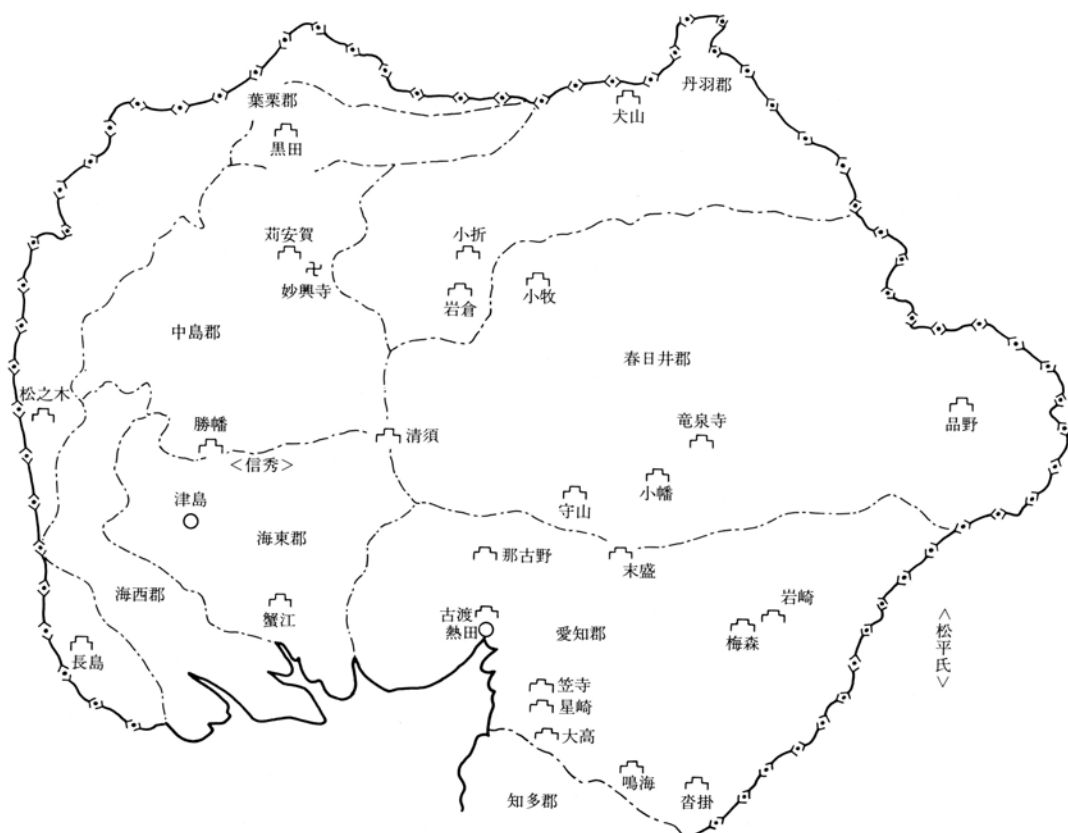 丹羽郡
葉栗郡
犬山
黒田
苅安賀
小折
妙興寺
岩倉
小牧
中島郡
春日井郡
松之木
勝幡
清須
竜泉寺
品野
＜信秀＞
津島
小幡
守山
海東郡
那古野
末盛
海西郡
蟹江
古渡
熱田
愛知郡
岩崎
梅森
＜松平氏＞
長島
笠寺
星崎
大高
鳴海
沓掛
知多郡